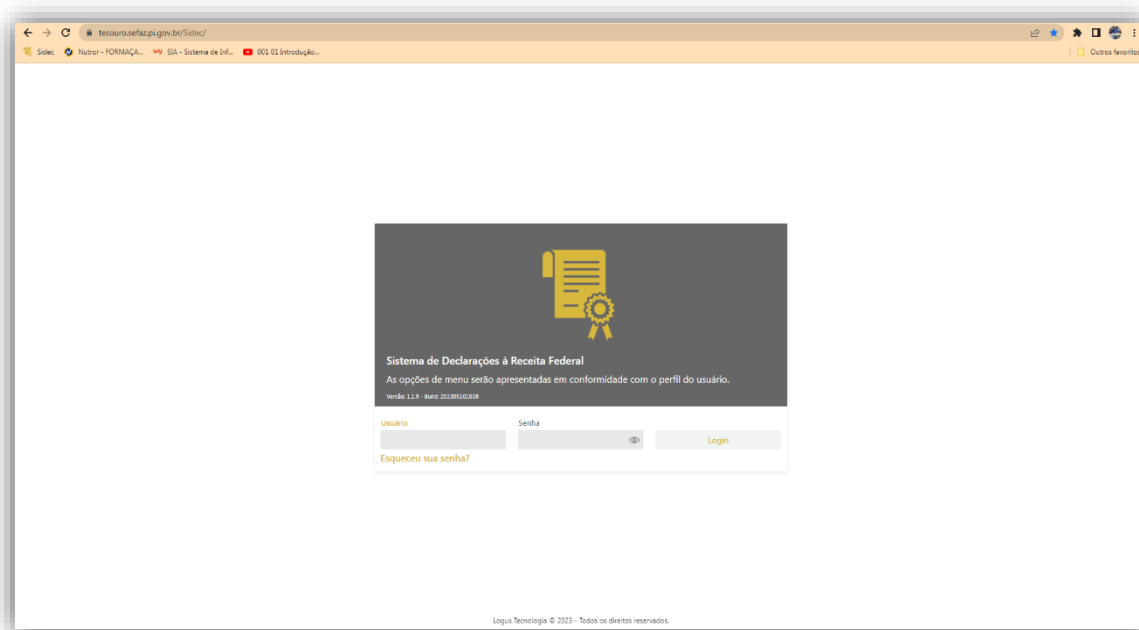 tesouro.sefaz.pi.gov.br/Sidec/
Sidec Nutror - FORMAÇA... SIA - Sistema de Inf... 001 01 Introdução... Outros favoritos
Sistema de Declarações à Receita Federal
As opções de menu serão apresentadas em conformidade com o perfil do usuário.
Versão: 1.1.9 - Build: 202305101808
Usuário Senha
Login
Esqueceu sua senha?
Logus Tecnologia © 2023 - Todos os direitos reservados.